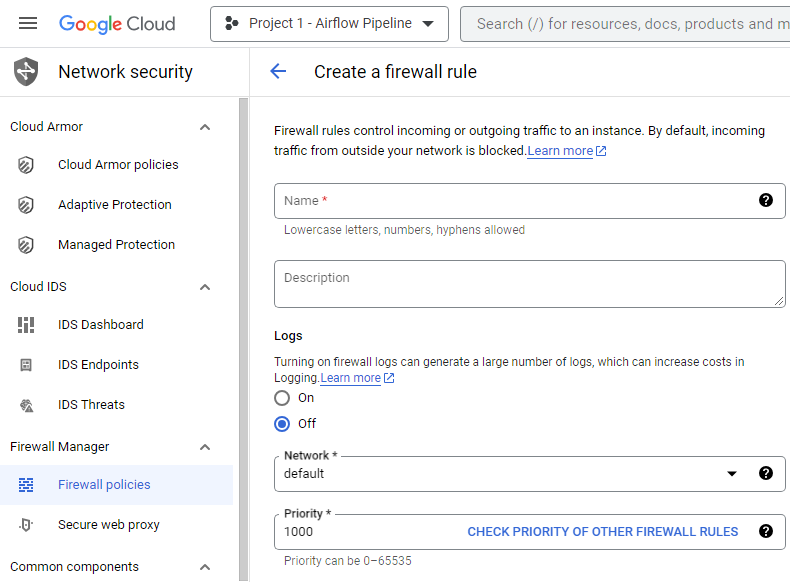 Google Cloud
Project 1 - Airflow Pipeline
Search (/) for resources, docs, products and m
Network security
Create a firewall rule
Cloud Armor
Cloud Armor policies
Adaptive Protection
Managed Protection
Cloud IDS
IDS Dashboard
IDS Endpoints
IDS Threats
Firewall Manager
Firewall policies
Secure web proxy
Common components
Firewall rules control incoming or outgoing traffic to an instance. By default, incoming
traffic from outside your network is blocked. Learn more
Name *
Lowercase letters, numbers, hyphens allowed
Description
Logs
Turning on firewall logs can generate a large number of logs, which can increase costs in
Logging. Learn more
On
Off
Network *
default
Priority *
1000 CHECK PRIORITY OF OTHER FIREWALL RULES
Priority can be 0–65535